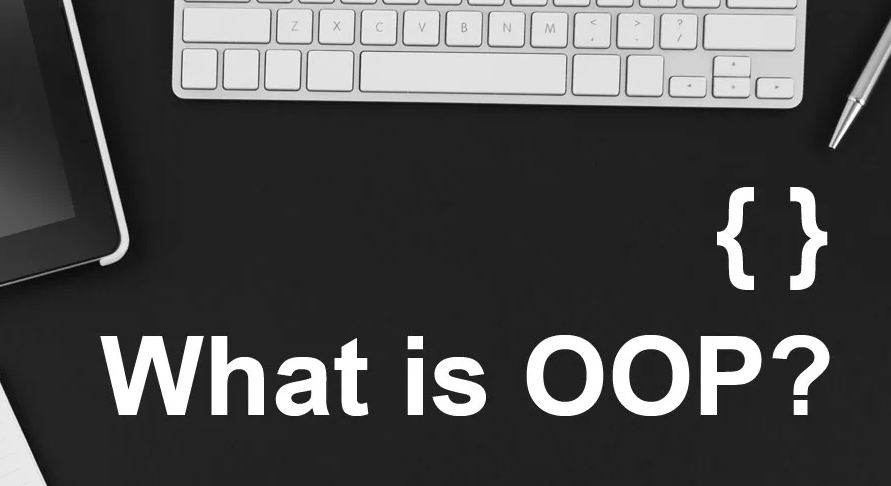 Z X C V B N M < , > . ? /
{ }
What is OOP?